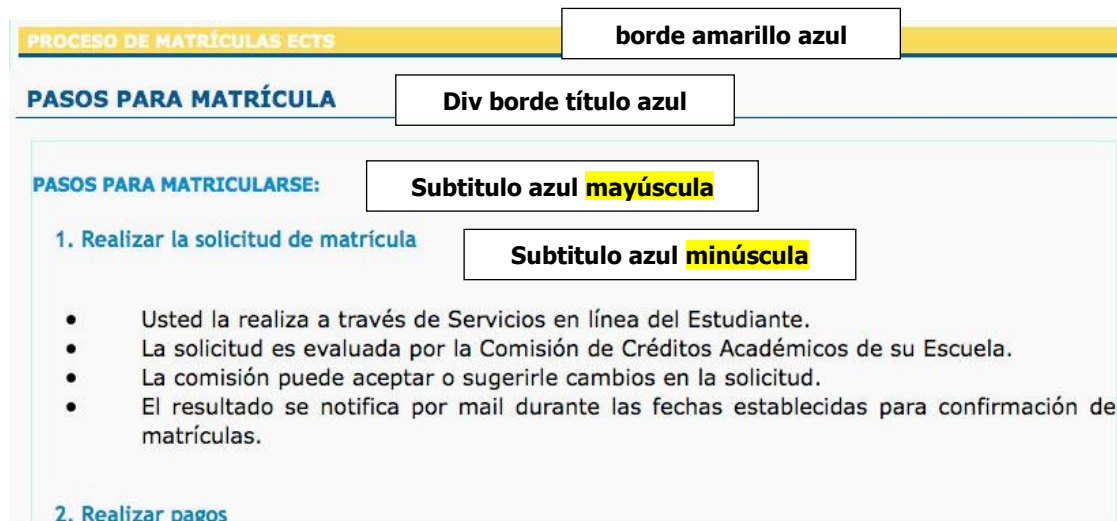 PROCESO DE MATRÍCULAS ECTS
borde amarillo azul
PASOS PARA MATRÍCULA
Div borde título azul
PASOS PARA MATRICULARSE:
Subtitulo azul mayúscula
1. Realizar la solicitud de matrícula
Subtitulo azul minúscula
• Usted la realiza a través de Servicios en línea del Estudiante.
• La solicitud es evaluada por la Comisión de Créditos Académicos de su Escuela.
• La comisión puede aceptar o sugerirle cambios en la solicitud.
• El resultado se notifica por mail durante las fechas establecidas para confirmación de
matrículas.
2. Realizar pagos